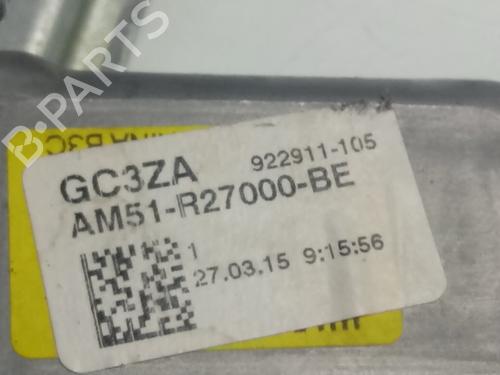 B-PARTS
GC3ZA 922911-105
AM51-R27000-BE
1
27.03.15 9:15:56